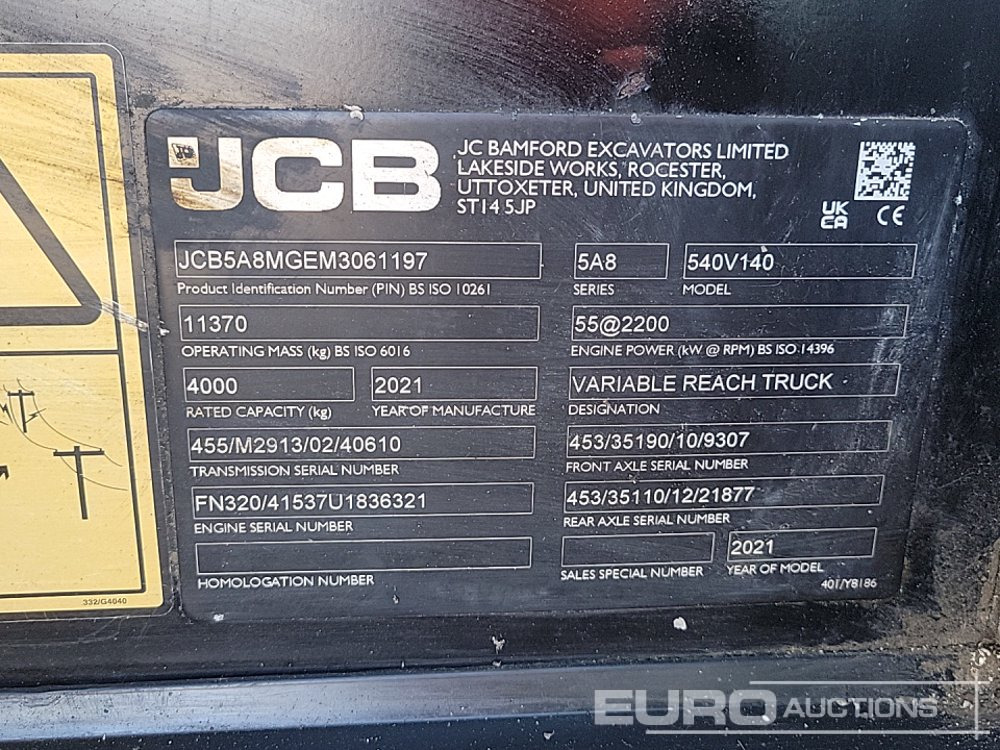 JCB
JC BAMFORD EXCAVATORS LIMITED
LAKESIDE WORKS, ROCESTER,
UTTOXETER, UNITED KINGDOM,
ST14 5JP
UK
CA
CE
JCB5A8MGEM3061197
Product Identification Number (PIN) BS ISO 10261
5A8
SERIES
540V140
MODEL
11370
OPERATING MASS (kg) BS ISO 6016
55@2200
ENGINE POWER (kW @ RPM) BS ISO 14396
4000
RATED CAPACITY (kg)
2021
YEAR OF MANUFACTURE
VARIABLE REACH TRUCK
DESIGNATION
455/M2913/02/40610
TRANSMISSION SERIAL NUMBER
453/35190/10/9307
FRONT AXLE SERIAL NUMBER
FN320/41537U1836321
ENGINE SERIAL NUMBER
453/35110/12/21877
REAR AXLE SERIAL NUMBER
HOMOLOGATION NUMBER
SALES SPECIAL NUMBER
2021
YEAR OF MODEL
401/Y8186
332/G4040
EURO AUCTIONS